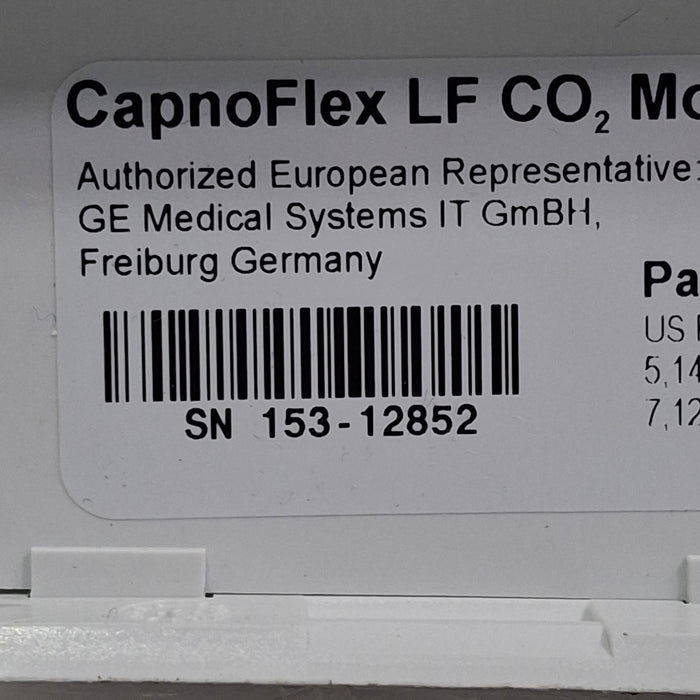 CapnoFlex LF CO₂ Mo
Authorized European Representative:
GE Medical Systems IT GmBH,
Freiburg Germany
SN 153-12852
Pa
US
5,14
7,12